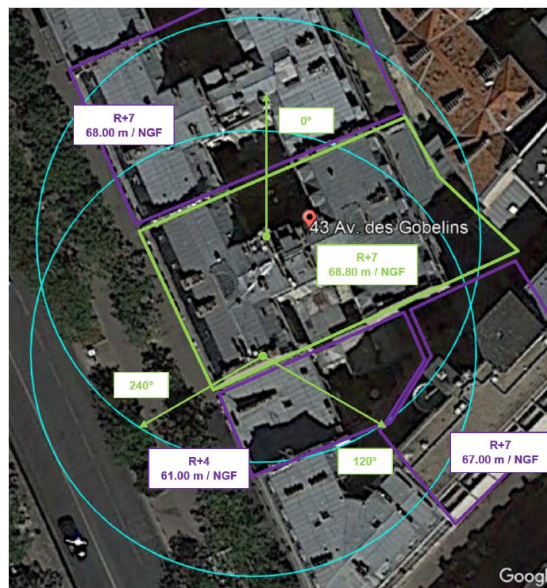 R+7
68.00 m / NGF
0°
43 Av. des Gobelins
R+7
68.80 m / NGF
240°
R+4
61.00 m / NGF
120°
R+7
67.00 m / NGF
Googl